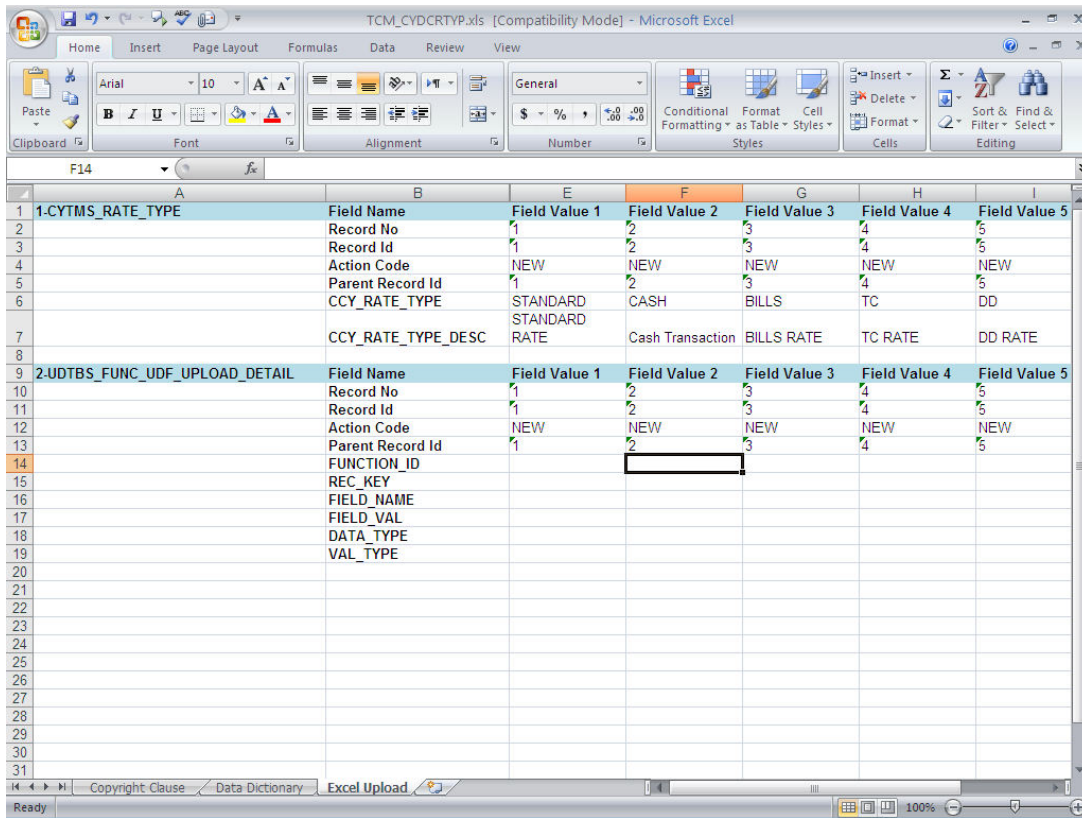 TCM_CYDCRTYP.xls [Compatibility Mode] - Microsoft Excel
Home Insert Page Layout Formulas Data Review View
Paste
Arial 10 A A
B I U A
General
$ % ,
Conditional Formatting
Format as Table
Cell Styles
Insert
Delete
Format
Σ
Sort & Filter
Find & Select
Clipboard Font Alignment Number Styles Cells Editing
F14 fx
A B E F G H I
1 1-CYTMS_RATE_TYPE Field Name Field Value 1 Field Value 2 Field Value 3 Field Value 4 Field Value 5
2 Record No 1 2 3 4 5
3 Record Id 1 2 3 4 5
4 Action Code NEW NEW NEW NEW NEW
5 Parent Record Id 1 2 3 4 5
6 CCY_RATE_TYPE STANDARD CASH BILLS TC DD
7 CCY_RATE_TYPE_DESC STANDARD RATE Cash Transaction BILLS RATE TC RATE DD RATE
8
9 2-UDTBS_FUNC_UDF_UPLOAD_DETAIL Field Name Field Value 1 Field Value 2 Field Value 3 Field Value 4 Field Value 5
10 Record No 1 2 3 4 5
11 Record Id 1 2 3 4 5
12 Action Code NEW NEW NEW NEW NEW
13 Parent Record Id 1 2 3 4 5
14 FUNCTION_ID
15 REC_KEY
16 FIELD_NAME
17 FIELD_VAL
18 DATA_TYPE
19 VAL_TYPE
20
21
22
23
24
25
26
27
28
29
30
31
Copyright Clause Data Dictionary Excel Upload
Ready 100%